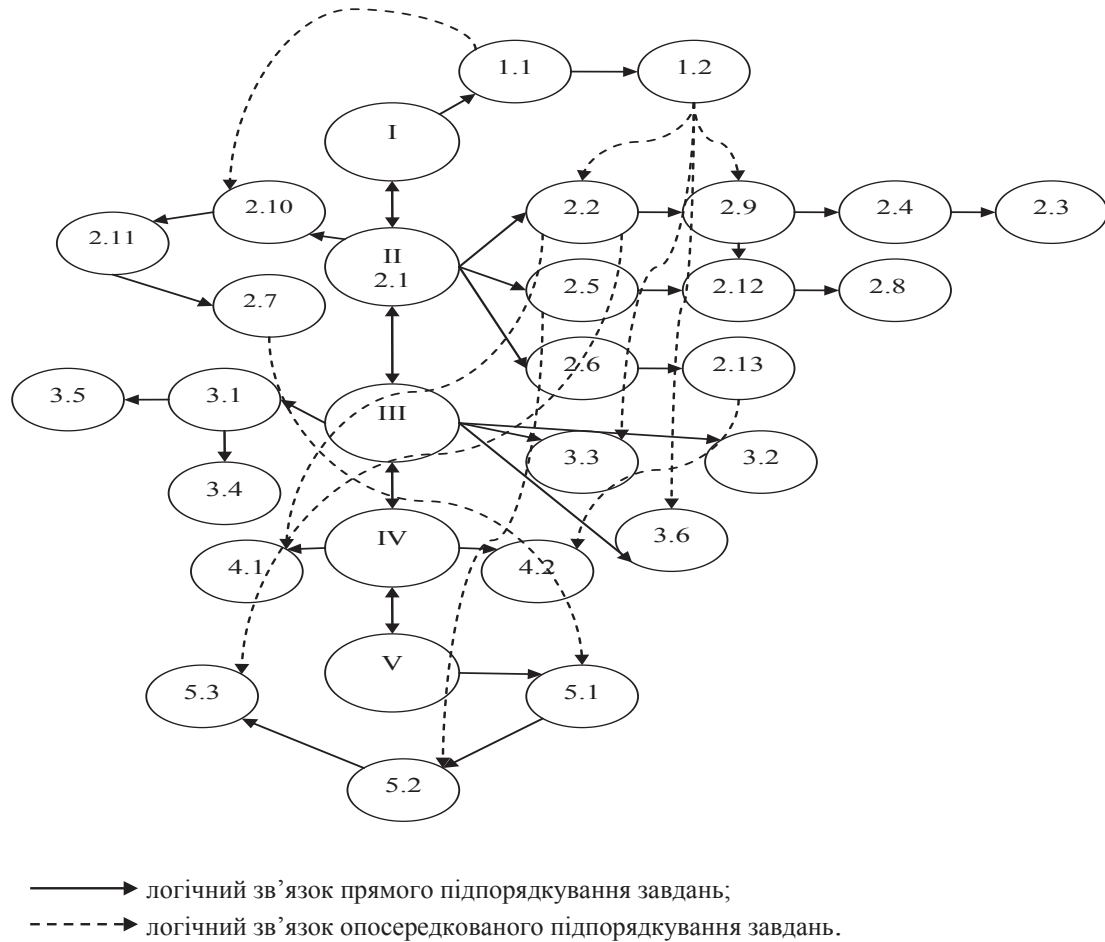 1.1 1.2
I
2.10 2.2 2.9 2.4 2.3
2.11
II
2.1
2.5 2.12 2.8
2.7
2.6 2.13
3.5 3.1 III
3.3 3.2
3.4
IV 3.6
4.1 4.2
V
5.3 5.1
5.2
логічний зв’язок прямого підпорядкування завдань;
логічний зв’язок опосередкованого підпорядкування завдань.